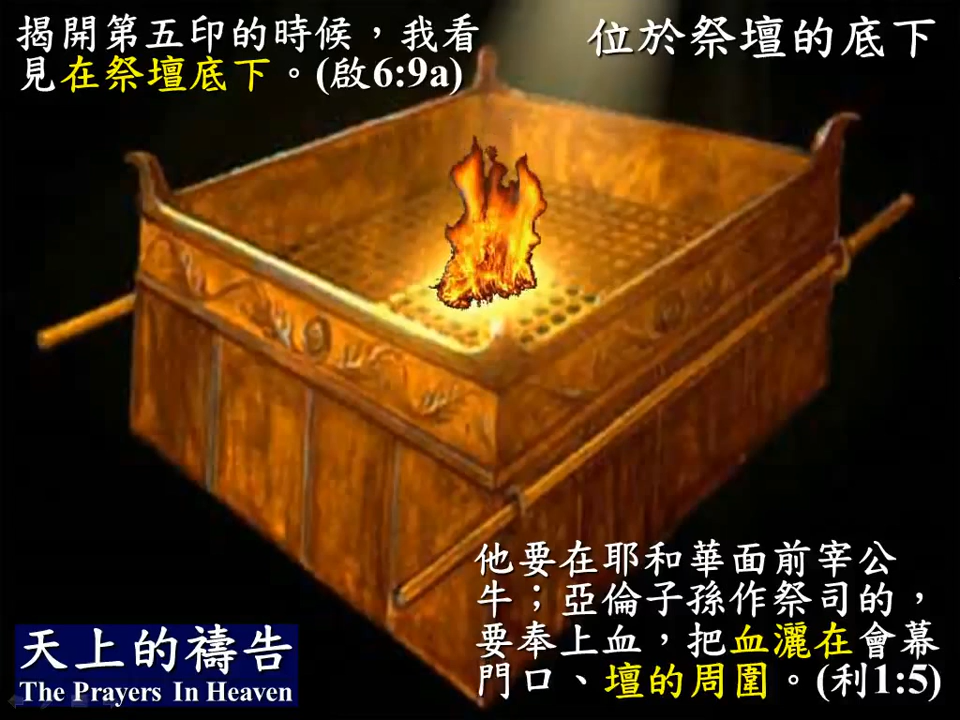 揭開第五印的時候，我看
見在祭壇底下。(啟6:9a)
位於祭壇的底下
他要在耶和華面前宰公
牛；亞倫子孫作祭司的，
要奉上血，把血灑在會幕
門口、壇的周圍。(利1:5)
天上的禱告
The Prayers In Heaven